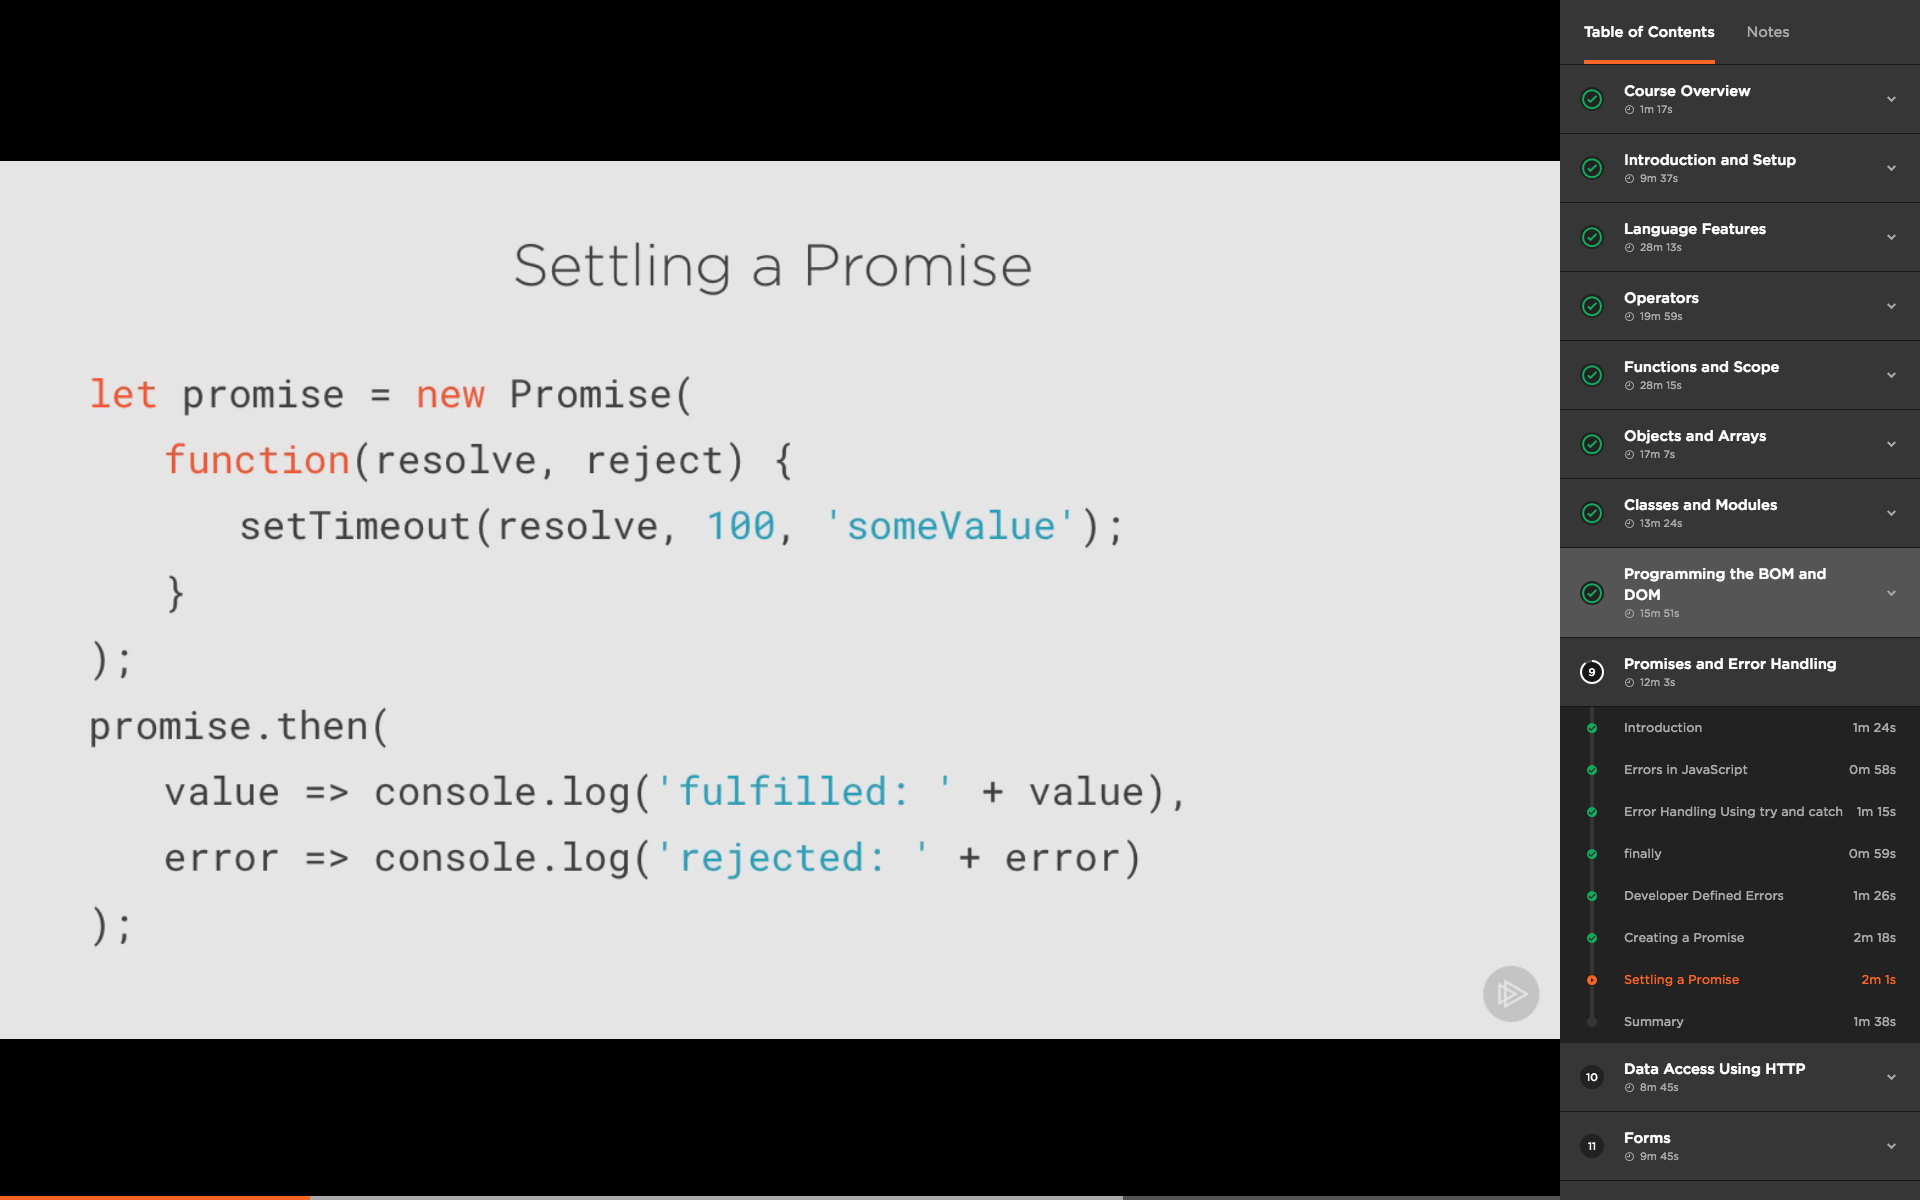 Settling a Promise
let promise = new Promise(
function(resolve, reject) {
setTimeout(resolve, 100, 'someValue');
}
);
promise.then(
value => console.log('fulfilled: ' + value),
error => console.log('rejected: ' + error)
);
Table of Contents
Notes
Course Overview
1m 17s
Introduction and Setup
9m 37s
Language Features
28m 13s
Operators
19m 59s
Functions and Scope
28m 15s
Objects and Arrays
17m 7s
Classes and Modules
13m 24s
Programming the BOM and
DOM
15m 51s
9
Promises and Error Handling
12m 3s
Introduction 1m 24s
Errors in JavaScript 0m 58s
Error Handling Using try and catch 1m 15s
finally 0m 59s
Developer Defined Errors 1m 26s
Creating a Promise 2m 18s
Settling a Promise 2m 1s
Summary 1m 38s
10
Data Access Using HTTP
8m 45s
11
Forms
9m 45s